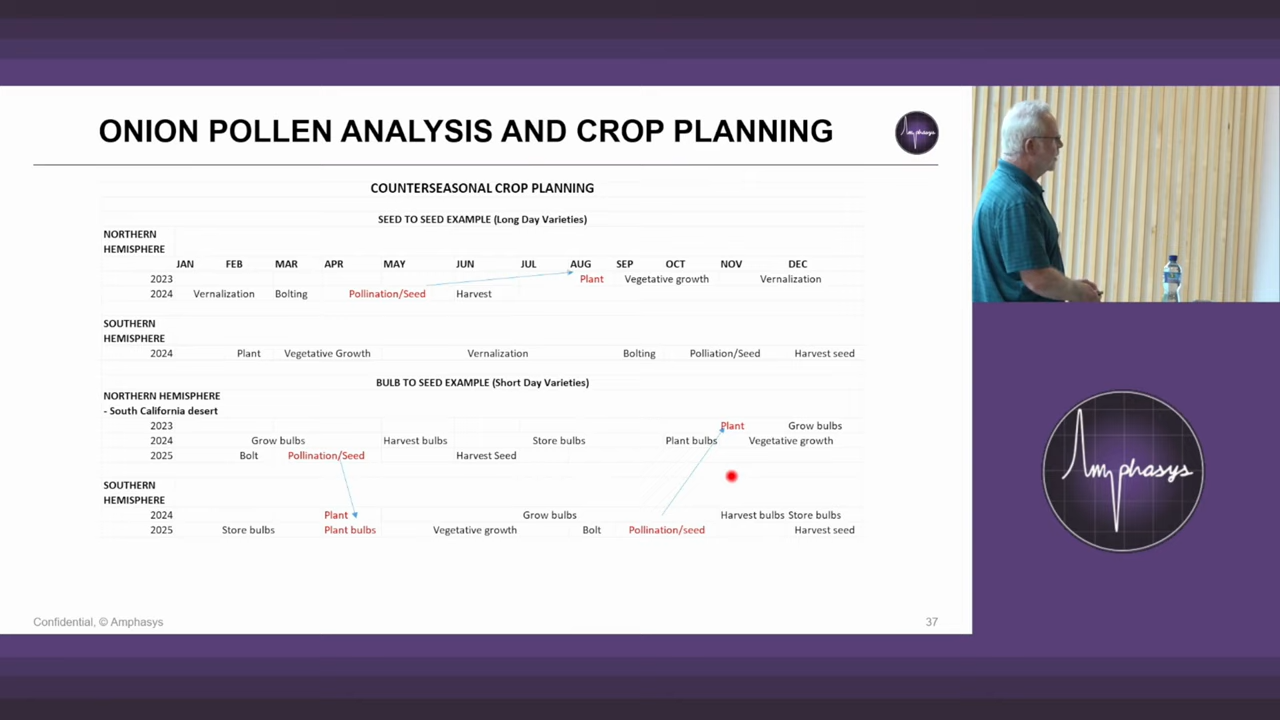 ONION POLLEN ANALYSIS AND CROP PLANNING
Amphasys
COUNTERSEASONAL CROP PLANNING
SEED TO SEED EXAMPLE (Long Day Varieties)
NORTHERN
HEMISPHERE
JAN FEB MAR APR MAY JUN JUL AUG SEP OCT NOV DEC
2023 Plant Vegetative growth Vernalization
2024 Vernalization Bolting Pollination/Seed Harvest
SOUTHERN
HEMISPHERE
2024 Plant Vegetative Growth Vernalization Bolting Polliation/Seed Harvest seed
BULB TO SEED EXAMPLE (Short Day Varieties)
NORTHERN HEMISPHERE
- South California desert
2023 Plant Grow bulbs
2024 Grow bulbs Harvest bulbs Store bulbs Plant bulbs Vegetative growth
2025 Bolt Pollination/Seed Harvest Seed
Amphasys
SOUTHERN
HEMISPHERE
2024 Plant Grow bulbs Harvest bulbs Store bulbs
2025 Store bulbs Plant bulbs Vegetative growth Bolt Pollination/seed Harvest seed
Confidential, © Amphasys 37